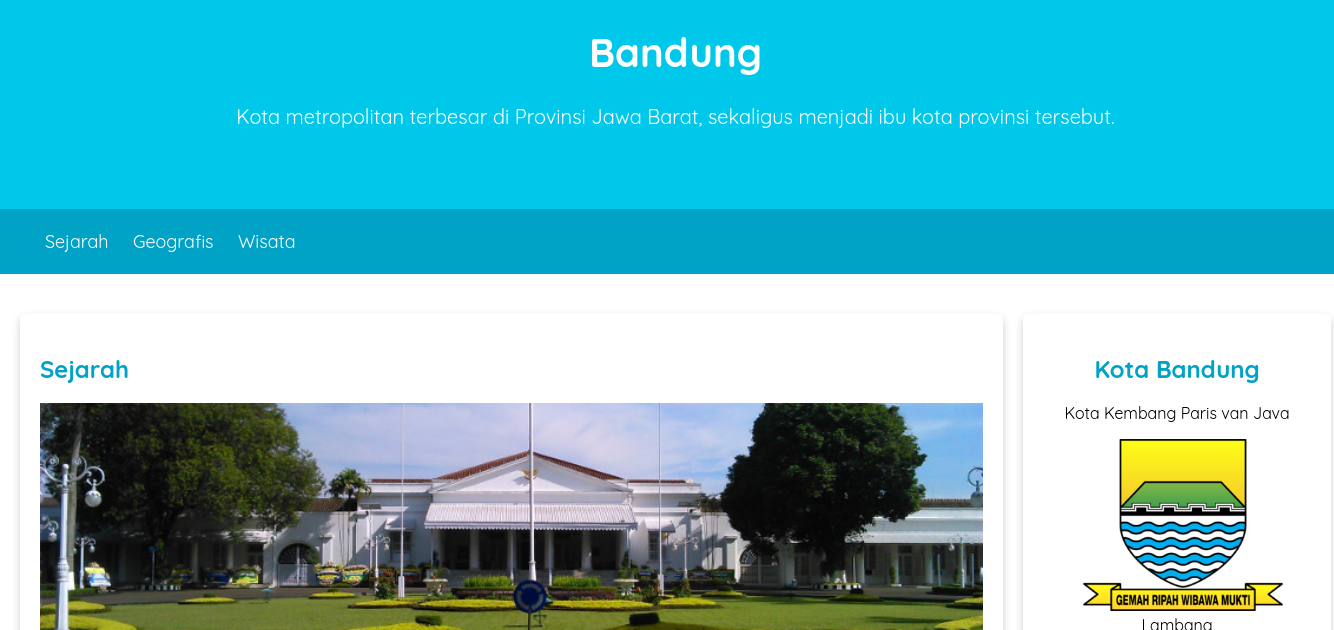 Bandung
Kota metropolitan terbesar di Provinsi Jawa Barat, sekaligus menjadi ibu kota provinsi tersebut.
Sejarah
Geografis
Wisata
Sejarah
Kota Bandung
Kota Kembang Paris van Java
GEMAH RIPAH WIBAWA MUKTI
Lambang